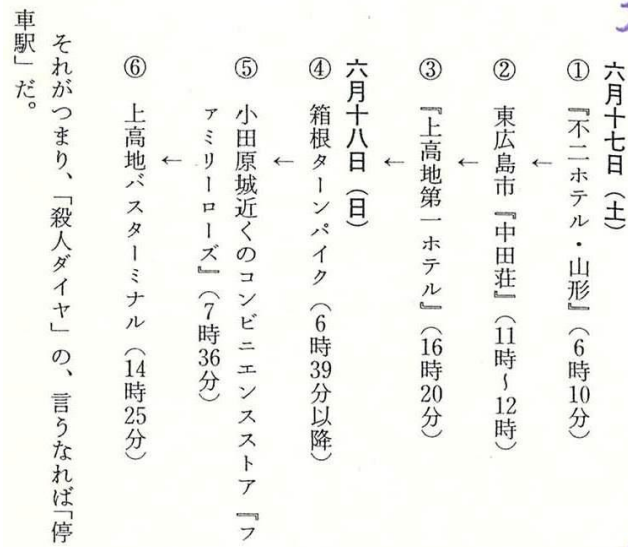 六月十七日（土）
① 『不二ホテル・山形』（6時10分）
↓
② 東広島市『中田荘』（11時～12時）
↓
③ 『上高地第一ホテル』（16時20分）
↓
六月十八日（日）
④ 箱根ターンパイク（6時39分以降）
↓
⑤ 小田原城近くのコンビニエンスストア『フ
ァミリーローズ』（7時36分）
↓
⑥ 上高地バスターミナル（14時25分）
それがつまり、「殺人ダイヤ」の、言うなれば「停
車駅」だ。